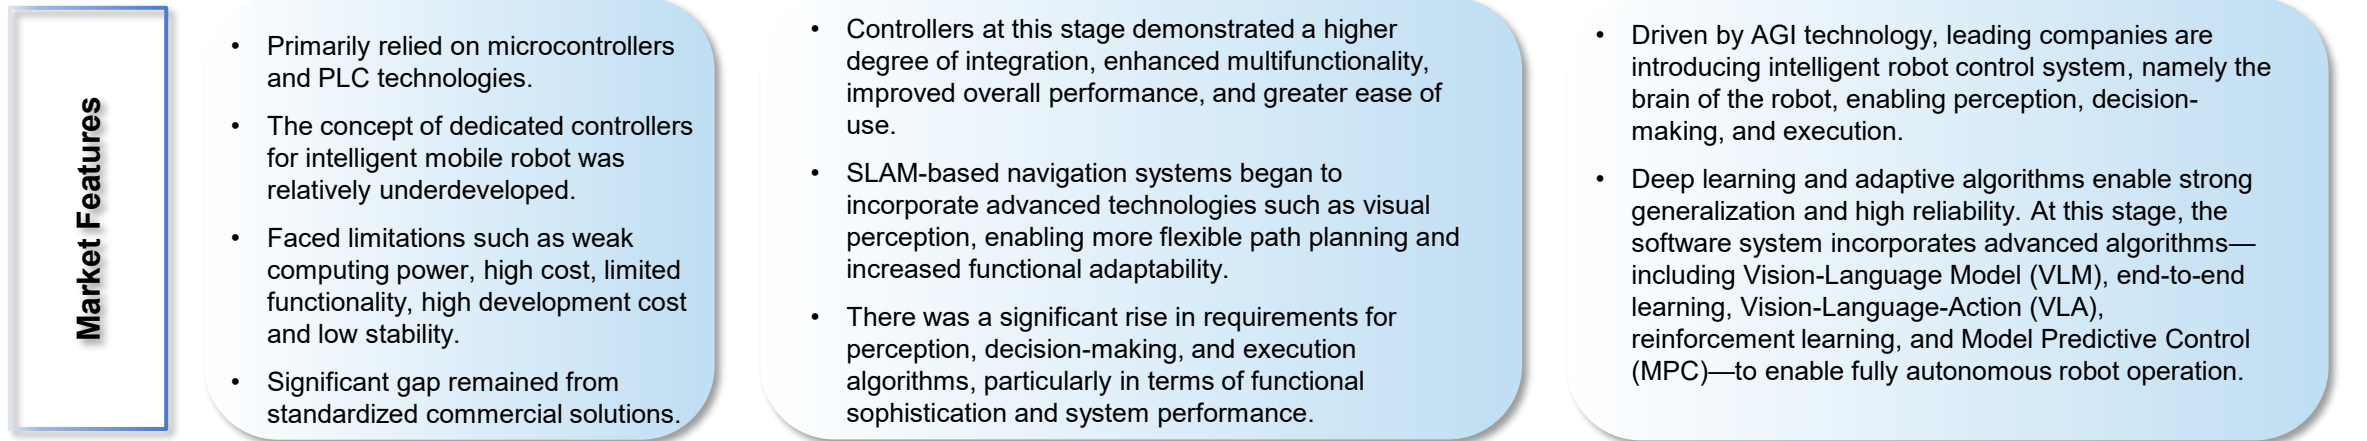 Market Features
• Primarily relied on microcontrollers
and PLC technologies.
• The concept of dedicated controllers
for intelligent mobile robot was
relatively underdeveloped.
• Faced limitations such as weak
computing power, high cost, limited
functionality, high development cost
and low stability.
• Significant gap remained from
standardized commercial solutions.
• Controllers at this stage demonstrated a higher
degree of integration, enhanced multifunctionality,
improved overall performance, and greater ease of
use.
• SLAM-based navigation systems began to
incorporate advanced technologies such as visual
perception, enabling more flexible path planning and
increased functional adaptability.
• There was a significant rise in requirements for
perception, decision-making, and execution
algorithms, particularly in terms of functional
sophistication and system performance.
• Driven by AGI technology, leading companies are
introducing intelligent robot control system, namely the
brain of the robot, enabling perception, decision-
making, and execution.
• Deep learning and adaptive algorithms enable strong
generalization and high reliability. At this stage, the
software system incorporates advanced algorithms—
including Vision-Language Model (VLM), end-to-end
learning, Vision-Language-Action (VLA),
reinforcement learning, and Model Predictive Control
(MPC)—to enable fully autonomous robot operation.